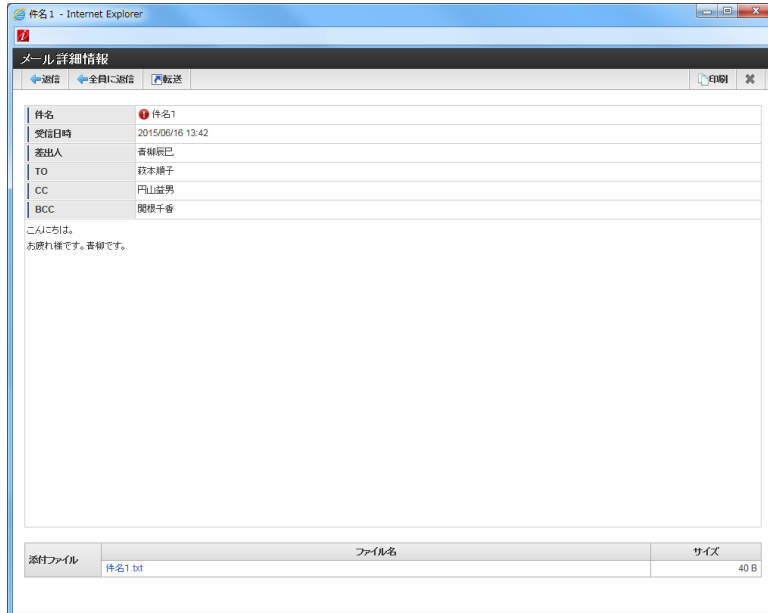 件名1 - Internet Explorer
メール詳細情報
返信 全員に返信 転送 印刷
件名 件名1
受信日時 2015/06/16 13:42
差出人 青柳辰巳
TO 萩本順子
CC 円山益男
BCC 関根千香
こんにちは。
お疲れ様です。青柳です。
添付ファイル ファイル名 サイズ
件名1.txt 40 B